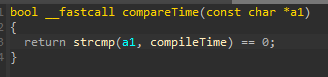 bool __fastcall compareTime(const char *a1)
{
return strcmp(a1, compileTime) == 0;
}